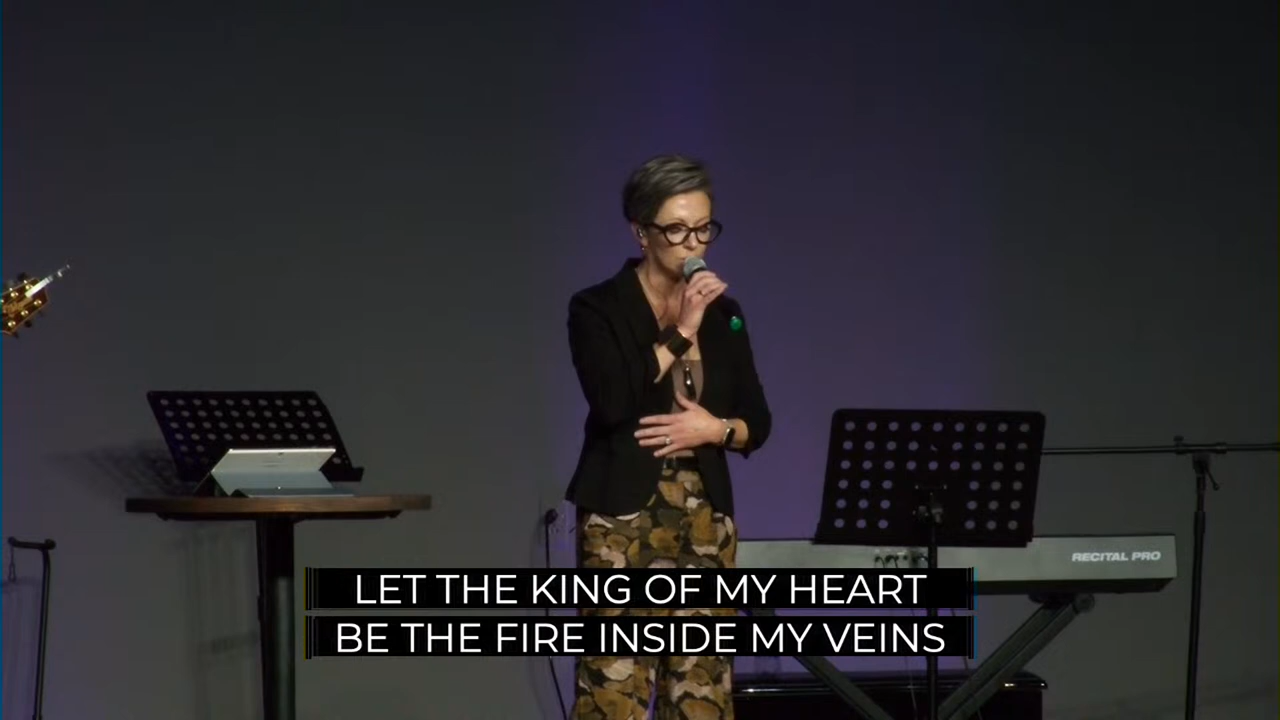 RECITAL PRO
LET THE KING OF MY HEART
BE THE FIRE INSIDE MY VEINS